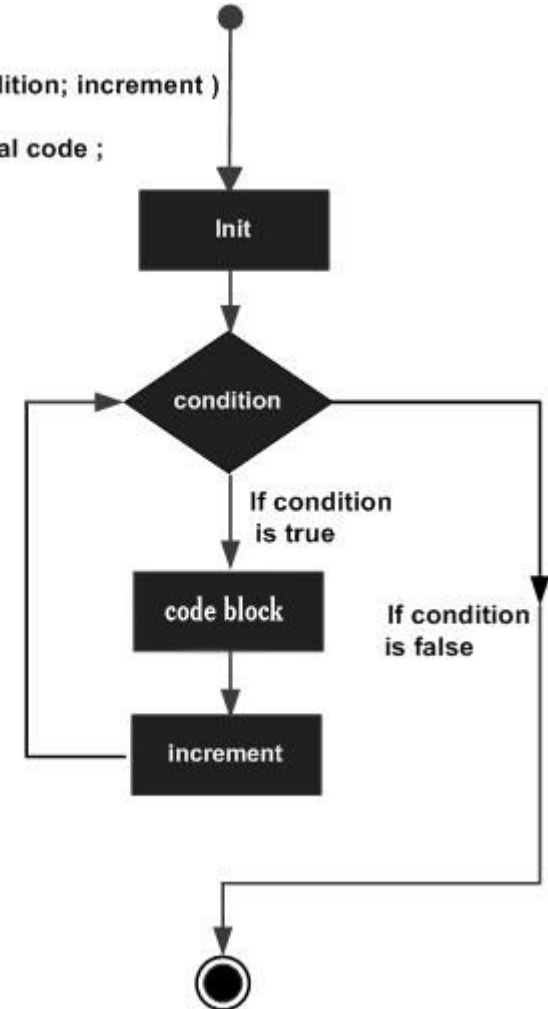 dition; increment )
al code ;
Init
condition
If condition
is true
code block
If condition
is false
increment